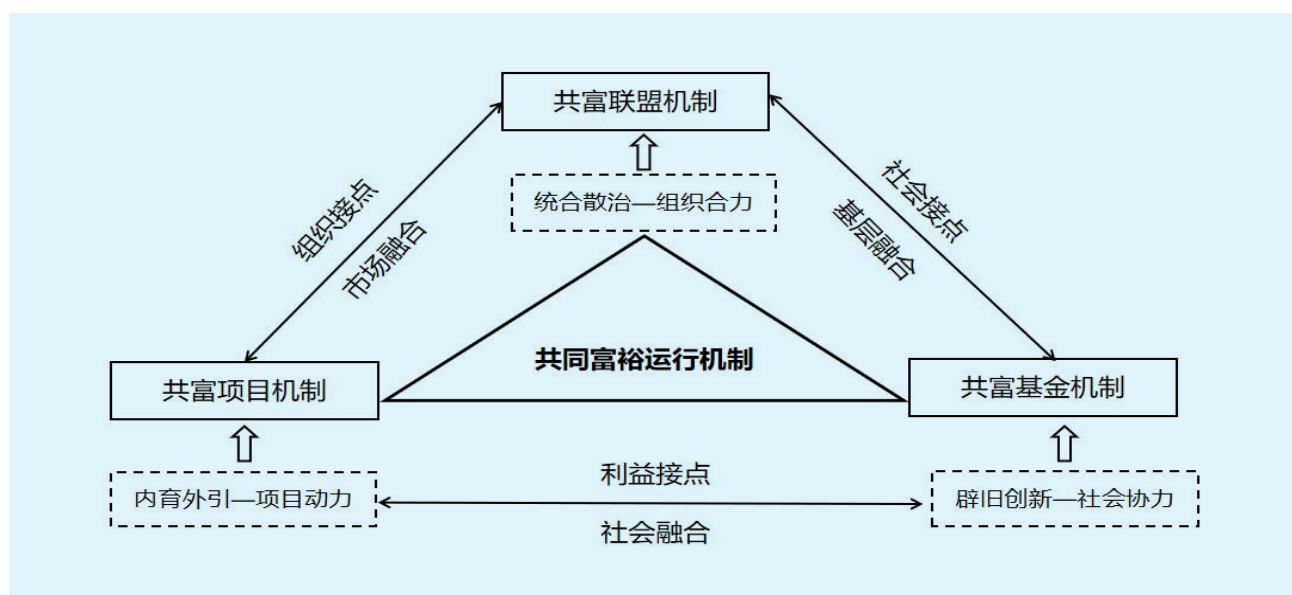 共富联盟机制
统合散治—组织合力
组织接点
市场融合
社会接点
基层融合
共同富裕运行机制
共富项目机制
共富基金机制
内育外引—项目动力
利益接点
社会融合
辟旧创新—社会协力